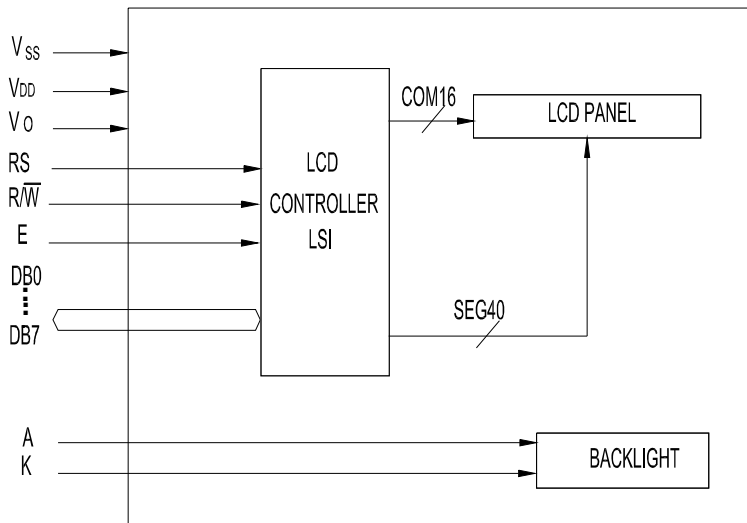 VSS
VDD
VO
RS
R/W̅
E
DB0
DB7
A
K
LCD
CONTROLLER
LSI
COM16
LCD PANEL
SEG40
BACKLIGHT